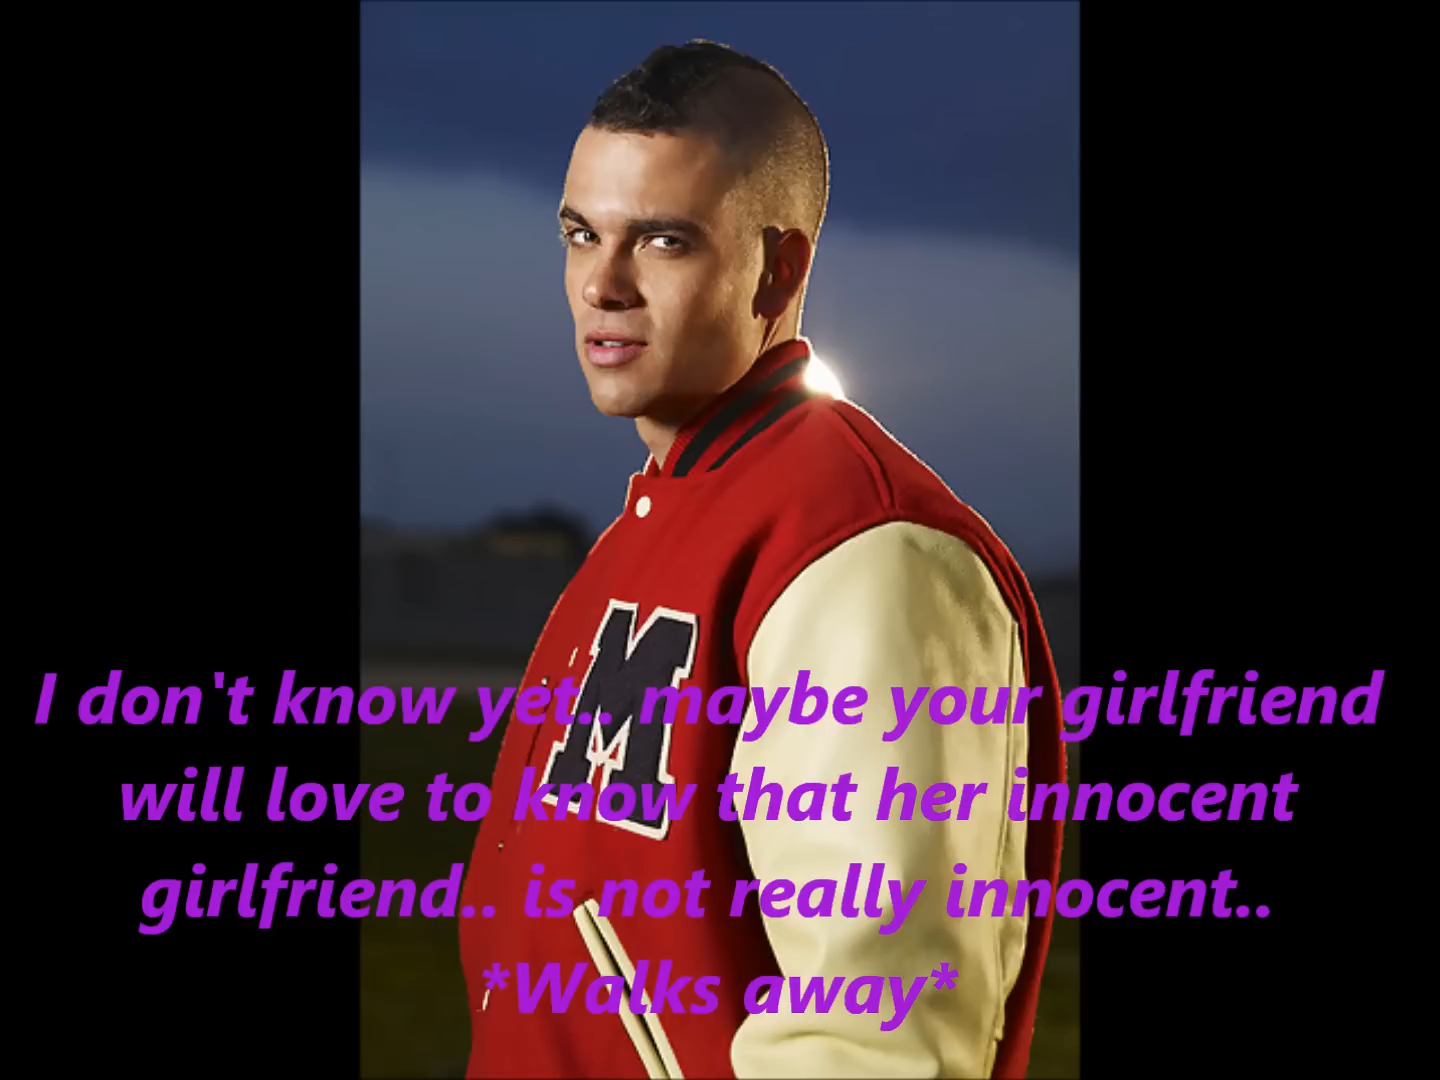 M
I don't know yet.. maybe your girlfriend
will love to know that her innocent
girlfriend.. is not really innocent..
*Walks away*